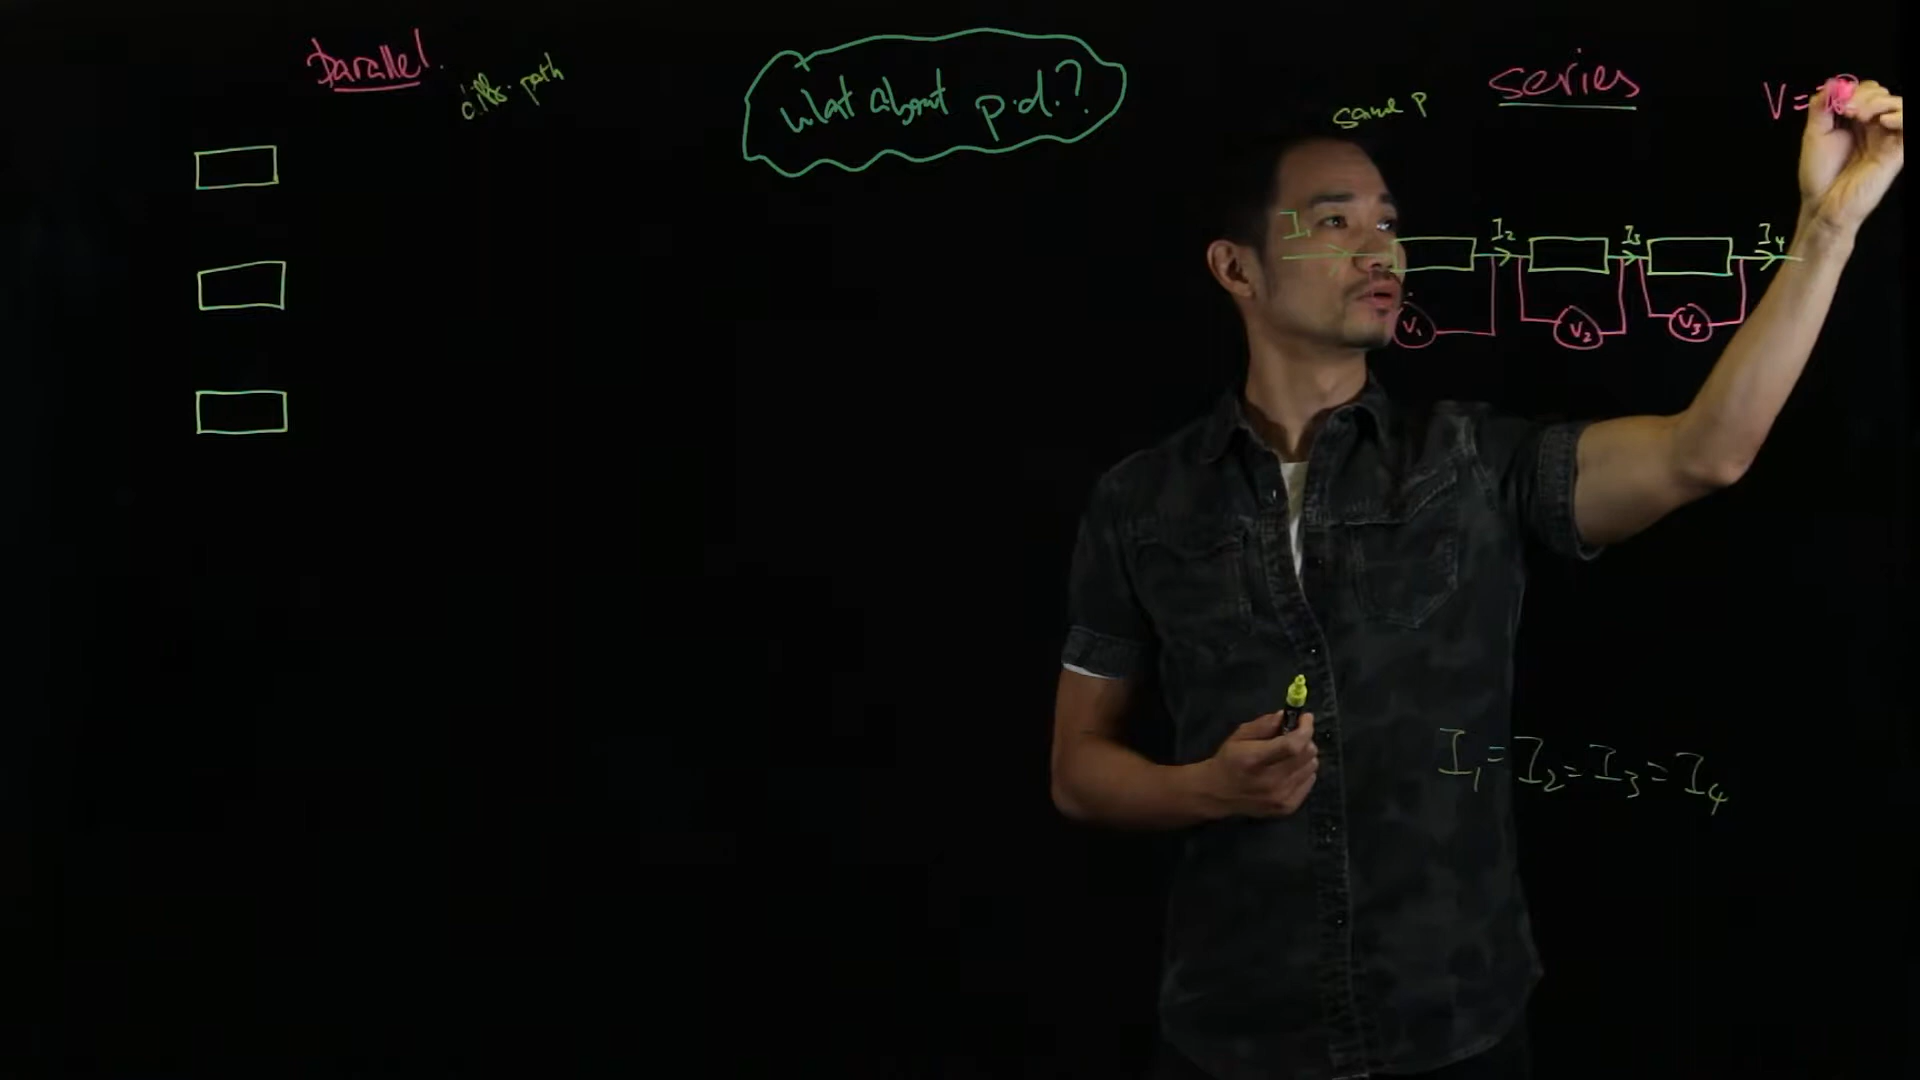 Parallel.
diff. path
What about p.d.?
series
same p
V =
I₁
I₂
I₃
I₄
V₁
V₂
V₃
I₁ = I₂ = I₃ = I₄